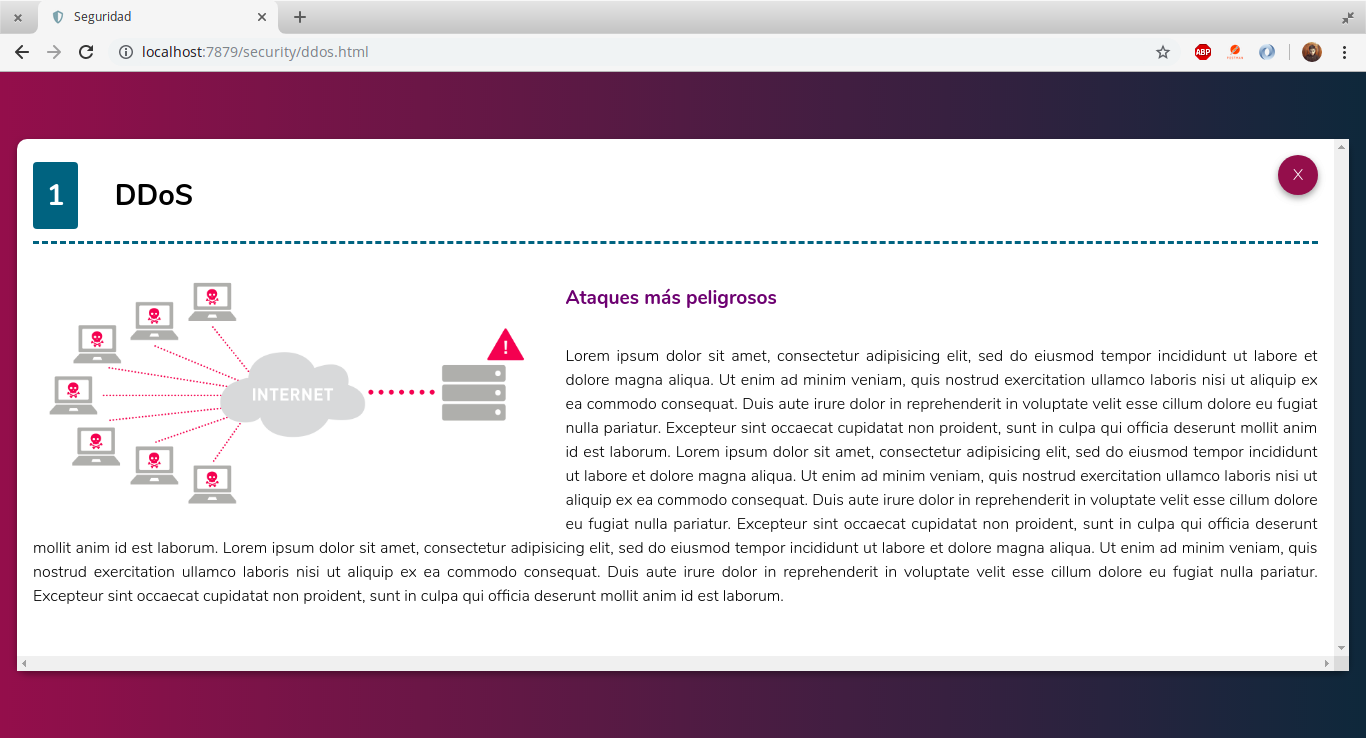 Seguridad
localhost:7879/security/ddos.html
ABP
1
DDoS
X
INTERNET
!
Ataques más peligrosos
Lorem ipsum dolor sit amet, consectetur adipisicing elit, sed do eiusmod tempor incididunt ut labore et
dolore magna aliqua. Ut enim ad minim veniam, quis nostrud exercitation ullamco laboris nisi ut aliquip ex
ea commodo consequat. Duis aute irure dolor in reprehenderit in voluptate velit esse cillum dolore eu fugiat
nulla pariatur. Excepteur sint occaecat cupidatat non proident, sunt in culpa qui officia deserunt mollit anim
id est laborum. Lorem ipsum dolor sit amet, consectetur adipisicing elit, sed do eiusmod tempor incididunt
ut labore et dolore magna aliqua. Ut enim ad minim veniam, quis nostrud exercitation ullamco laboris nisi ut
aliquip ex ea commodo consequat. Duis aute irure dolor in reprehenderit in voluptate velit esse cillum dolore
eu fugiat nulla pariatur. Excepteur sint occaecat cupidatat non proident, sunt in culpa qui officia deserunt
mollit anim id est laborum. Lorem ipsum dolor sit amet, consectetur adipisicing elit, sed do eiusmod tempor incididunt ut labore et dolore magna aliqua. Ut enim ad minim veniam, quis
nostrud exercitation ullamco laboris nisi ut aliquip ex ea commodo consequat. Duis aute irure dolor in reprehenderit in voluptate velit esse cillum dolore eu fugiat nulla pariatur.
Excepteur sint occaecat cupidatat non proident, sunt in culpa qui officia deserunt mollit anim id est laborum.